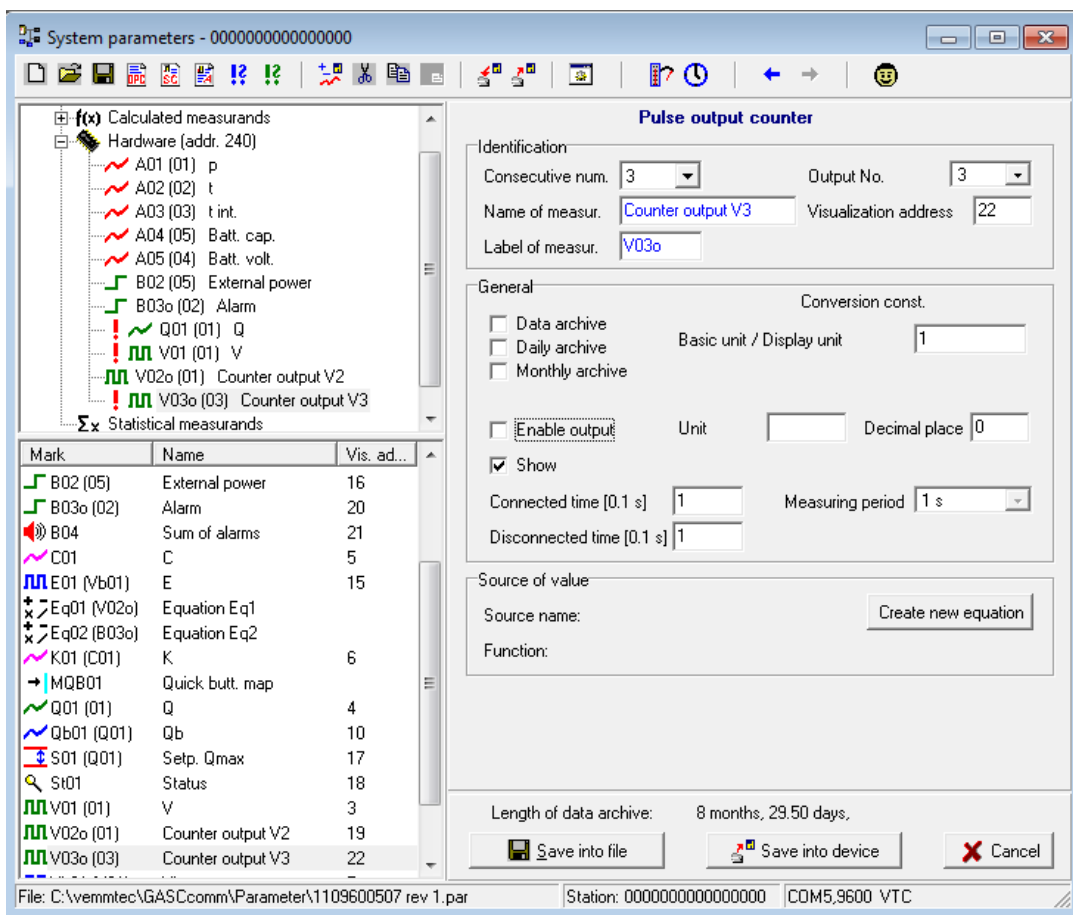 System parameters - 0000000000000000
f(x) Calculated measurands
Hardware (addr. 240)
A01 (01) p
A02 (02) t
A03 (03) t int.
A04 (05) Batt. cap.
A05 (04) Batt. volt.
B02 (05) External power
B03o (02) Alarm
Q01 (01) Q
V01 (01) V
V02o (01) Counter output V2
V03o (03) Counter output V3
Σx Statistical measurands
Mark Name Vis. ad...
B02 (05) External power 16
B03o (02) Alarm 20
B04 Sum of alarms 21
C01 C 5
E01 (Vb01) E 15
Eq01 (V02o) Equation Eq1
Eq02 (B03o) Equation Eq2
K01 (C01) K 6
MQB01 Quick butt. map
Q01 (01) Q 4
Qb01 (Q01) Qb 10
S01 (Q01) Setp. Qmax 17
St01 Status 18
V01 (01) V 3
V02o (01) Counter output V2 19
V03o (03) Counter output V3 22
Pulse output counter
Identification
Consecutive num. 3 Output No. 3
Name of measur. Counter output V3 Visualization address 22
Label of measur. V03o
General
Conversion const.
Data archive
Basic unit / Display unit 1
Daily archive
Monthly archive
Enable output Unit Decimal place 0
Show
Connected time [0.1 s] 1 Measuring period 1 s
Disconnected time [0.1 s] 1
Source of value
Source name: Create new equation
Function:
Length of data archive: 8 months, 29.50 days,
Save into file Save into device Cancel
File: C:\vemmtec\GASCcomm\Parameter\1109600507 rev 1.par Station: 0000000000000000 COM5,9600 VTC